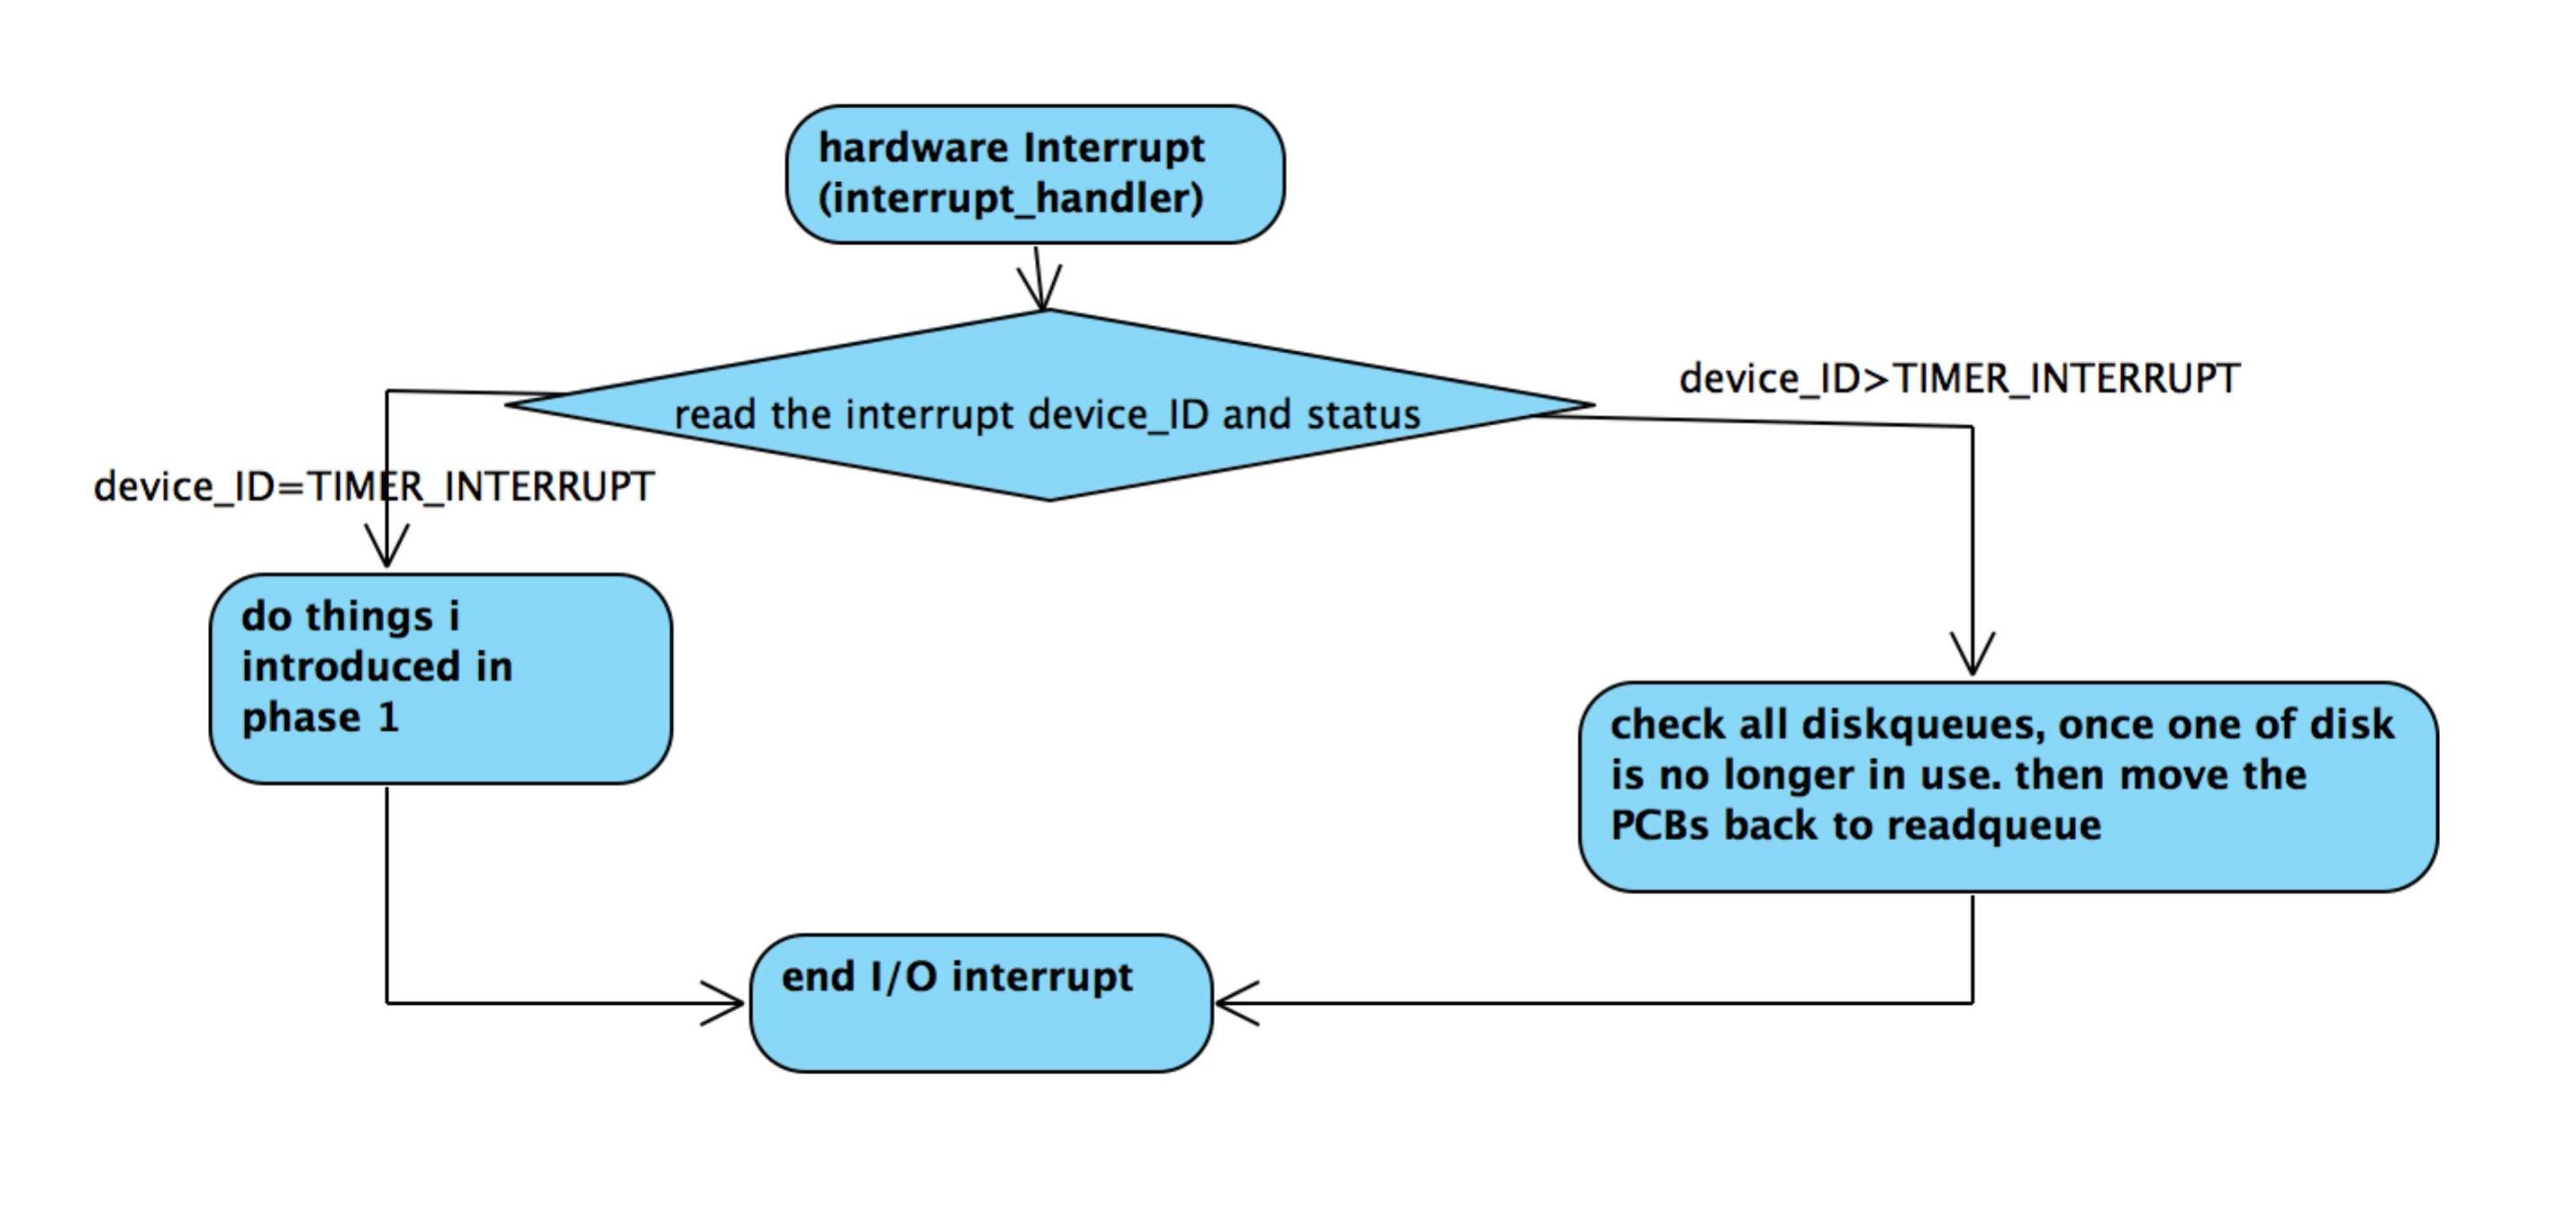 hardware Interrupt
(interrupt_handler)
read the interrupt device_ID and status
device_ID>TIMER_INTERRUPT
device_ID=TIMER_INTERRUPT
do things i
introduced in
phase 1
check all diskqueues, once one of disk
is no longer in use. then move the
PCBs back to readqueue
end I/O interrupt